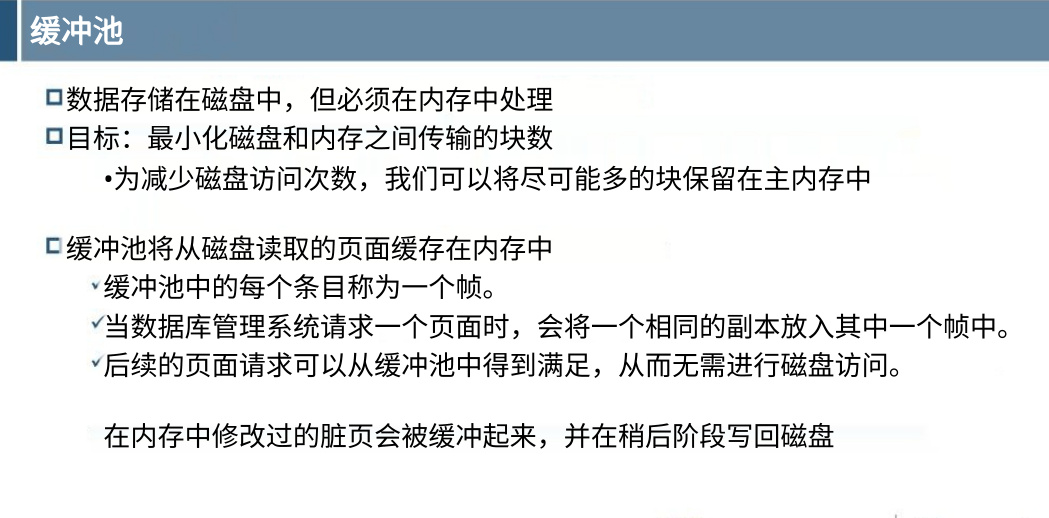 缓冲池
数据存储在磁盘中，但必须在内存中处理
目标：最小化磁盘和内存之间传输的块数
•为减少磁盘访问次数，我们可以将尽可能多的块保留在主内存中
缓冲池将从磁盘读取的页面缓存在内存中
缓冲池中的每个条目称为一个帧。
当数据库管理系统请求一个页面时，会将一个相同的副本放入其中一个帧中。
后续的页面请求可以从缓冲池中得到满足，从而无需进行磁盘访问。
在内存中修改过的脏页会被缓冲起来，并在稍后阶段写回磁盘